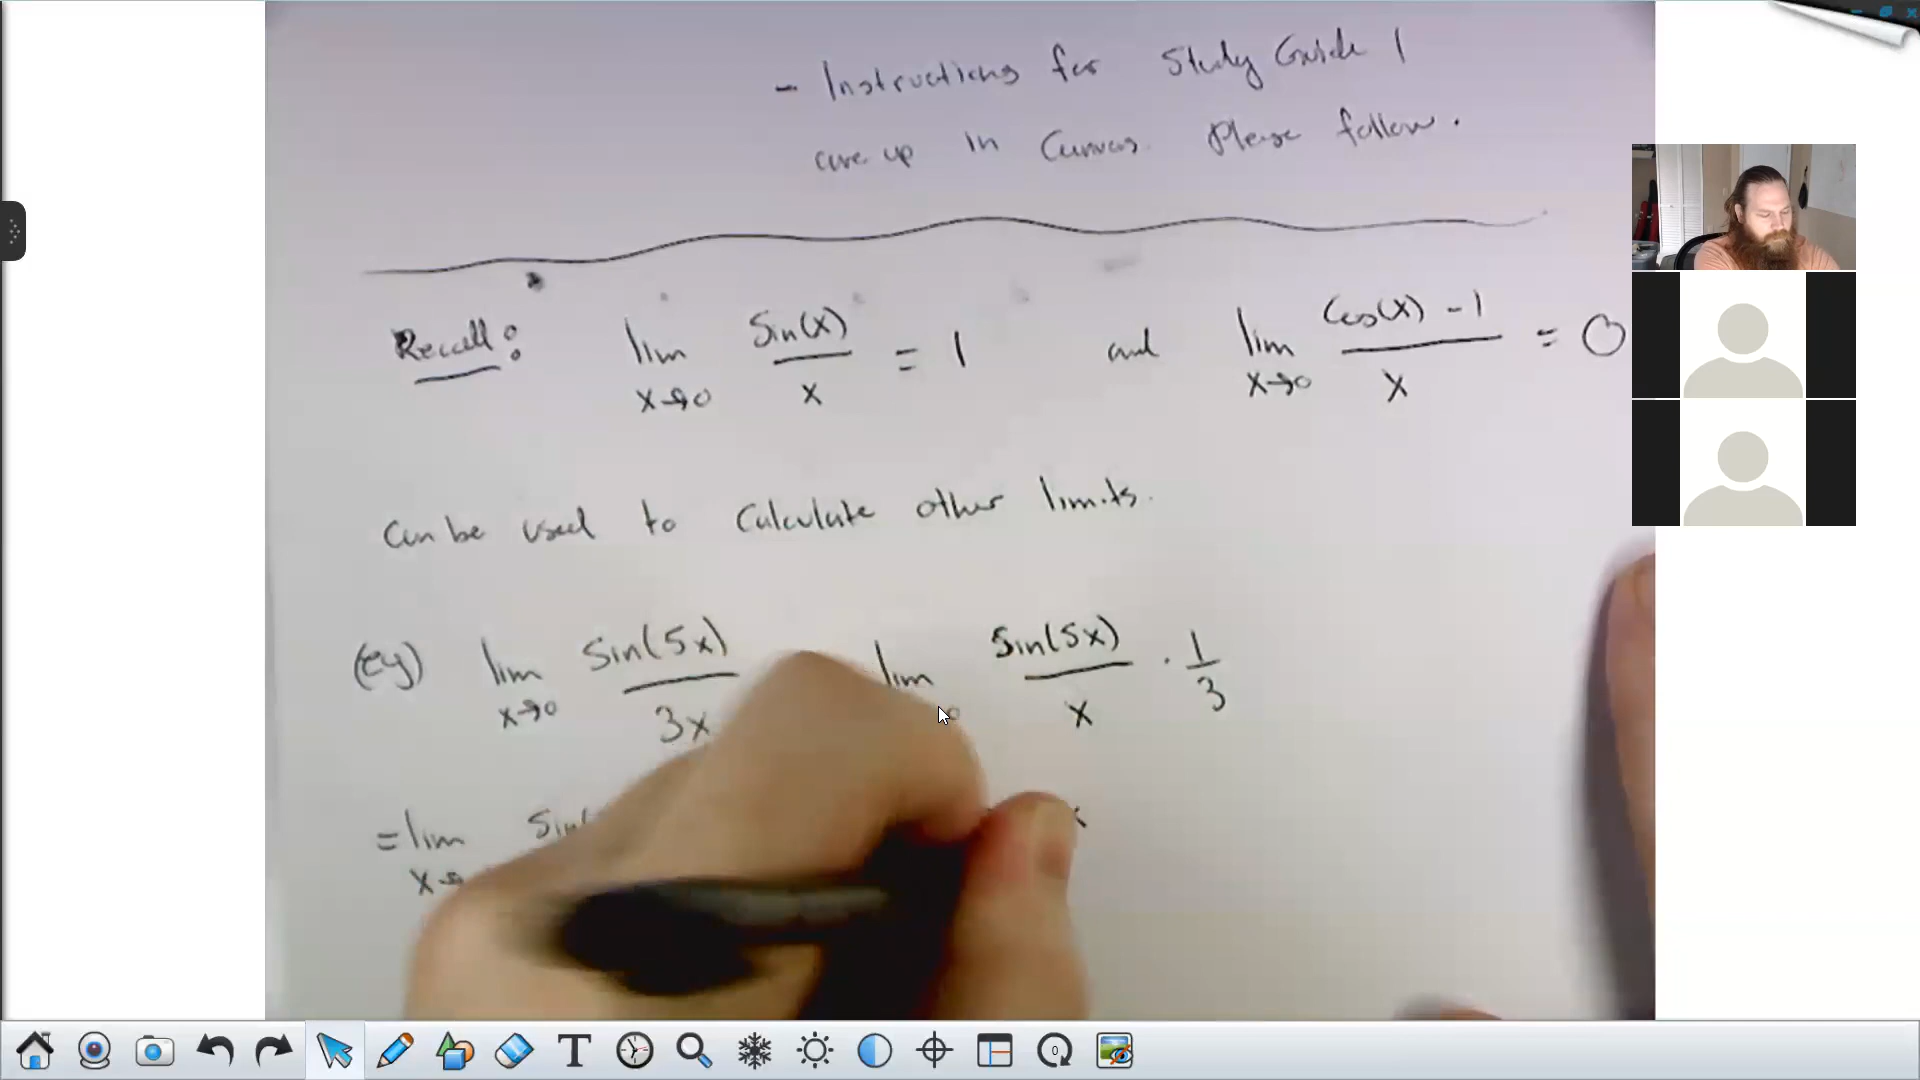 - Instructions for Study Guide 1
are up in Canvas. Please follow.
Recall: lim x→0 sin(x)/x = 1 and lim x→0 cos(x) - 1/x = 0
Can be used to Calculate other limits.
(eg) lim x→0 sin(5x)/3x lim sin(5x)/x · 1/3
= lim x→ sin(
T
0